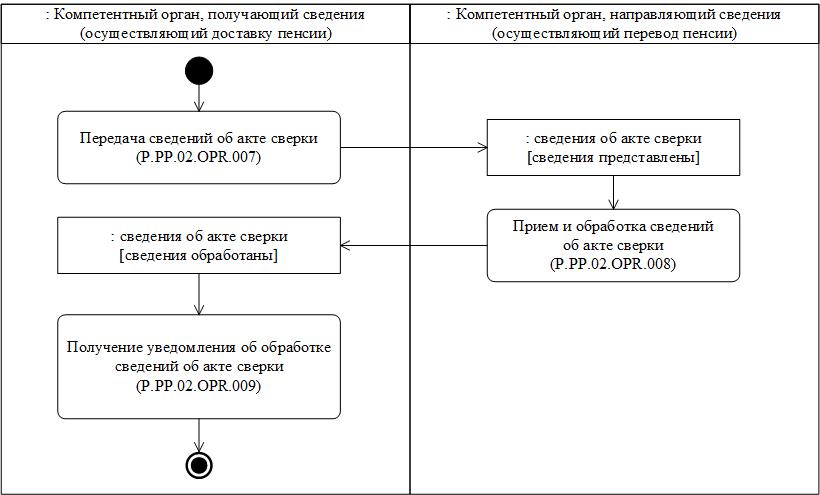 : Компетентный орган, получающий сведения
(осуществляющий доставку пенсии)
: Компетентный орган, направляющий сведения
(осуществляющий перевод пенсии)
Передача сведений об акте сверки
(P.PP.02.OPR.007)
: сведения об акте сверки
[сведения представлены]
Прием и обработка сведений
об акте сверки
(P.PP.02.OPR.008)
: сведения об акте сверки
[сведения обработаны]
Получение уведомления об обработке
сведений об акте сверки
(P.PP.02.OPR.009)